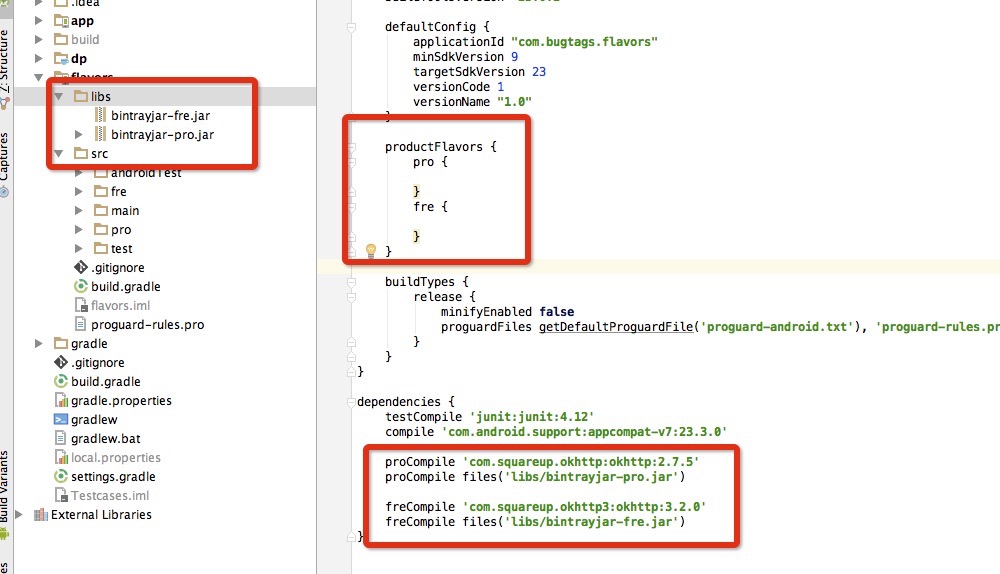 .idea
app
build
dp
flavors
libs
bintrayjar-fre.jar
bintrayjar-pro.jar
src
androidTest
fre
main
pro
test
.gitignore
build.gradle
flavors.iml
proguard-rules.pro
gradle
.gitignore
build.gradle
gradle.properties
gradlew
gradlew.bat
local.properties
settings.gradle
Testcases.iml
External Libraries
Z: Structure
Captures
Build Variants
defaultConfig {
applicationId "com.bugtags.flavors"
minSdkVersion 9
targetSdkVersion 23
versionCode 1
versionName "1.0"
}
productFlavors {
pro {
}
fre {
}
}
buildTypes {
release {
minifyEnabled false
proguardFiles getDefaultProguardFile('proguard-android.txt'), 'proguard-rules.pr
}
}
}
dependencies {
testCompile 'junit:junit:4.12'
compile 'com.android.support:appcompat-v7:23.3.0'
proCompile 'com.squareup.okhttp:okhttp:2.7.5'
proCompile files('libs/bintrayjar-pro.jar')
freCompile 'com.squareup.okhttp3:okhttp:3.2.0'
freCompile files('libs/bintrayjar-fre.jar')
}